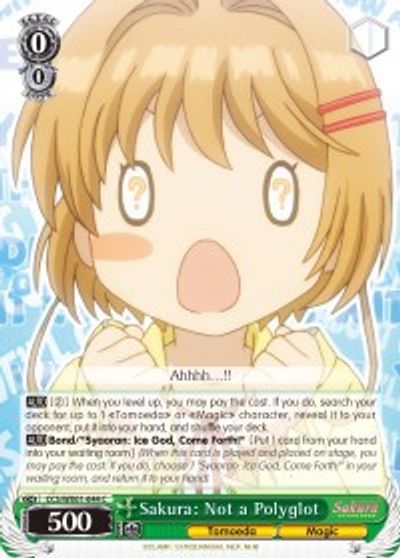 0
0
? ?
Ahhhh...!!
AUTO [②] When you level up, you may pay the cost. If you do, search your
deck for up to 1 «Tomoeda» or «Magic» character, reveal it to your
opponent, put it into your hand, and shuffle your deck.
AUTO Bond/"Syaoran: Ice God, Come Forth!" [Put 1 card from your hand
into your waiting room] (When this card is played and placed on stage, you
may pay the cost. If you do, choose 1 "Syaoran: Ice God, Come Forth!" in your
waiting room, and return it to your hand)
Sakura: Not a Polyglot
Sakura
500
Tomoeda
Magic